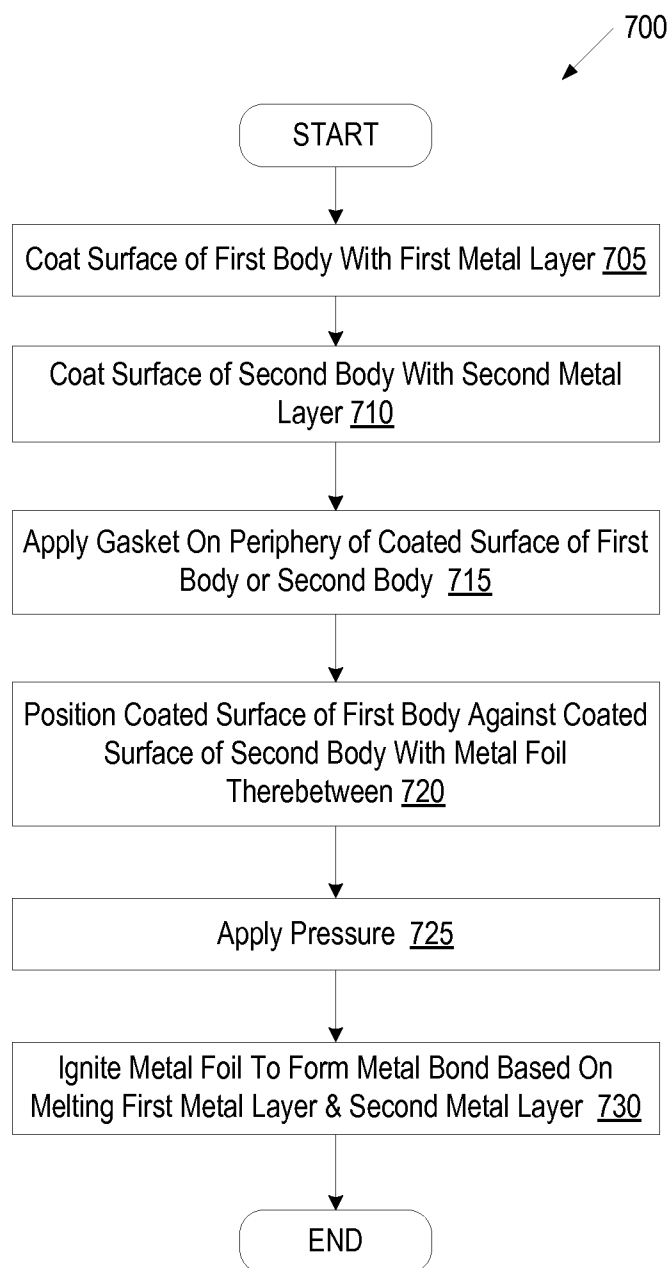 700
START
Coat Surface of First Body With First Metal Layer 705
Coat Surface of Second Body With Second Metal
Layer 710
Apply Gasket On Periphery of Coated Surface of First
Body or Second Body 715
Position Coated Surface of First Body Against Coated
Surface of Second Body With Metal Foil
Therebetween 720
Apply Pressure 725
Ignite Metal Foil To Form Metal Bond Based On
Melting First Metal Layer & Second Metal Layer 730
END